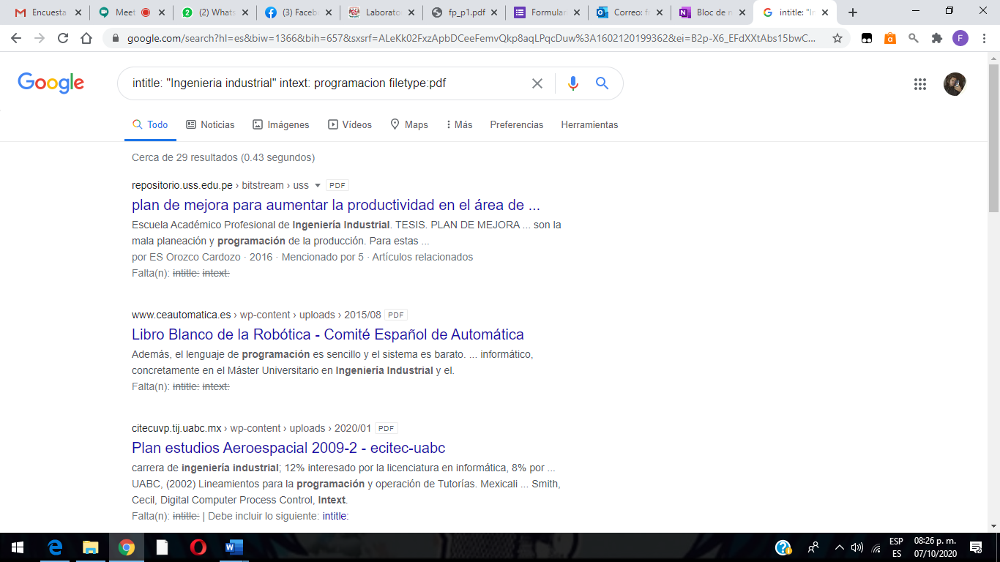 Encuesta
Meet
(2) Whats
(3) Faceb
Laborato
fp_p1.pdf
Formular
Correo: f
Bloc de n
intitle: "In
google.com/search?hl=es&biw=1366&bih=657&sxsrf=ALeKk02FxzApbDCeeFemvQkp8aqLPqcDuw%3A1602120199362&ei=B2p-X6_EFdXXtAbs15bwC...
F
Google
intitle: "Ingenieria industrial" intext: programacion filetype:pdf
Todo
Noticias
Imágenes
Vídeos
Maps
Más
Preferencias
Herramientas
Cerca de 29 resultados (0.43 segundos)
repositorio.uss.edu.pe › bitstream › uss PDF
plan de mejora para aumentar la productividad en el área de ...
Escuela Académico Profesional de Ingeniería Industrial. TESIS. PLAN DE MEJORA ... son la
mala planeación y programación de la producción. Para estas ...
por ES Orozco Cardozo · 2016 · Mencionado por 5 · Artículos relacionados
Falta(n): intitle: intext:
www.ceautomatica.es › wp-content › uploads › 2015/08 PDF
Libro Blanco de la Robótica - Comité Español de Automática
Además, el lenguaje de programación es sencillo y el sistema es barato. ... informático,
concretamente en el Máster Universitario en Ingeniería Industrial y el.
Falta(n): intitle: intext:
citecuvp.tij.uabc.mx › wp-content › uploads › 2020/01 PDF
Plan estudios Aeroespacial 2009-2 - ecitec-uabc
carrera de ingeniería industrial; 12% interesado por la licenciatura en informática, 8% por ...
UABC, (2002) Lineamientos para la programación y operación de Tutorías. Mexicali ... Smith,
Cecil, Digital Computer Process Control, Intext.
Falta(n): intitle: | Debe incluir lo siguiente: intitle:
ESP
ES
08:26 p. m.
07/10/2020